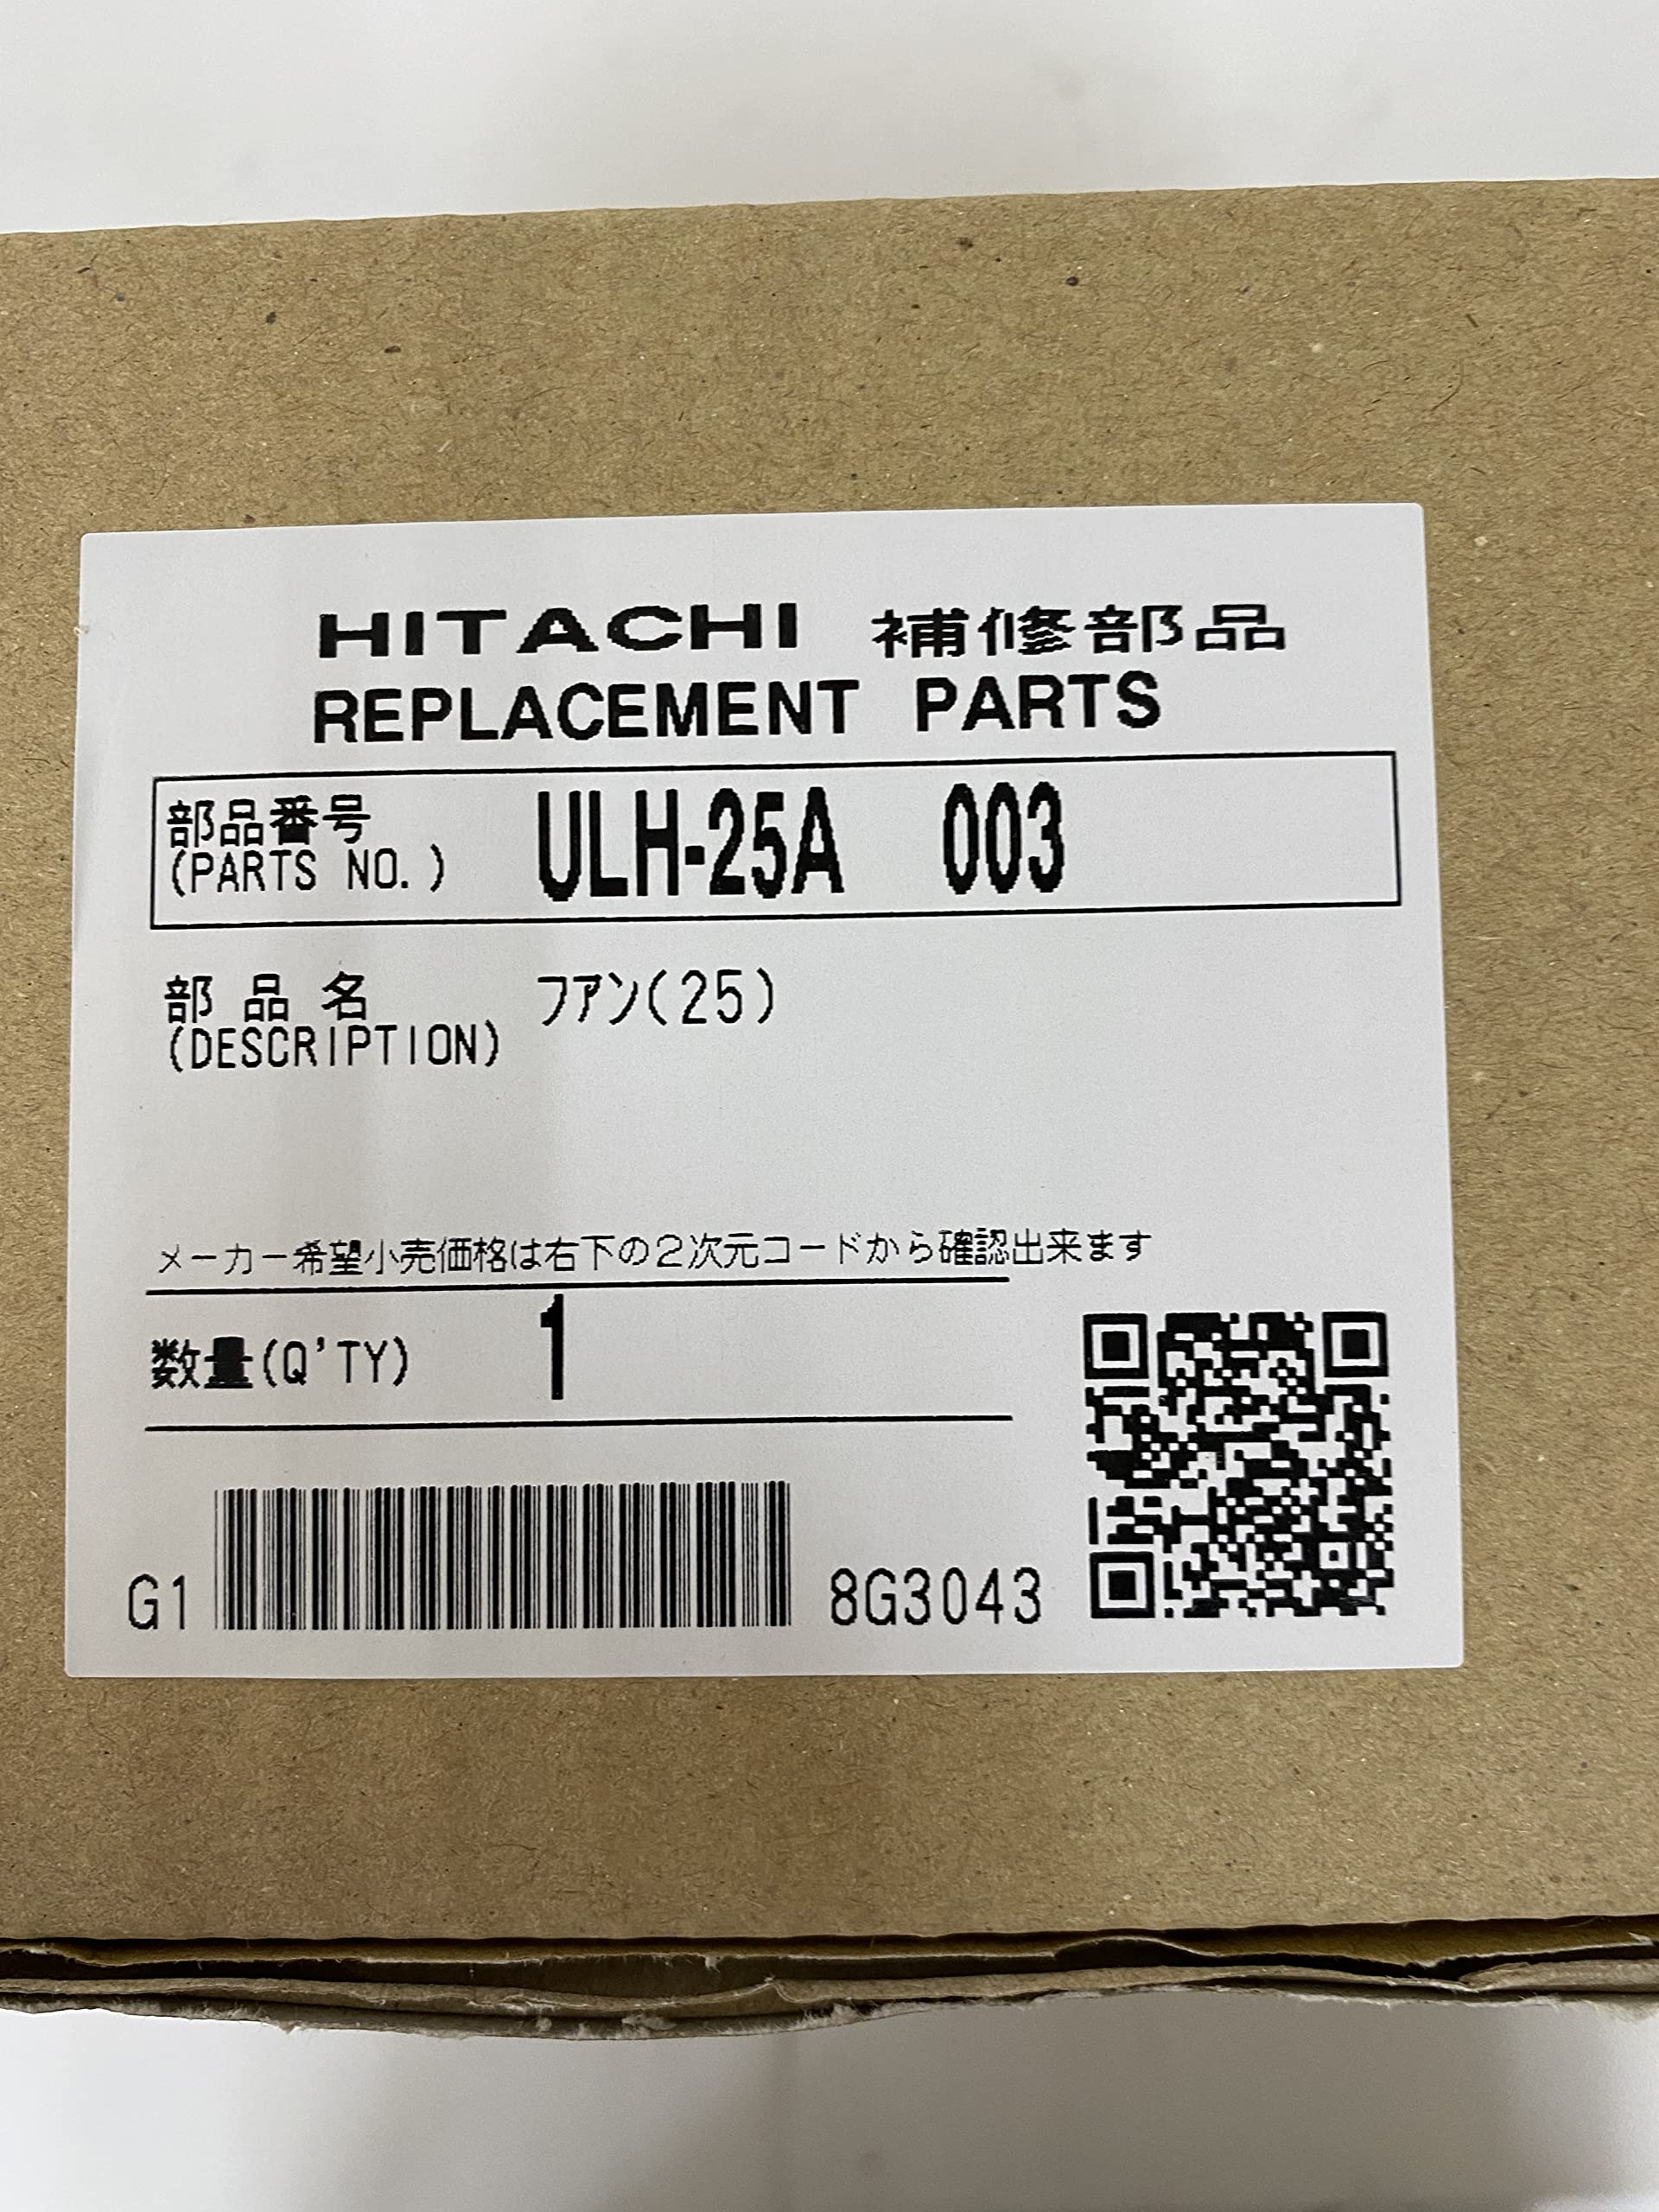 HITACHI 補修部品
REPLACEMENT PARTS
部品番号
(PARTS NO.) ULH-25A 003
部品名 ファン(25)
(DESCRIPTION)
メーカー希望小売価格は右下の2次元コードから確認出来ます
数量(Q'TY) 1
G1 8G3043